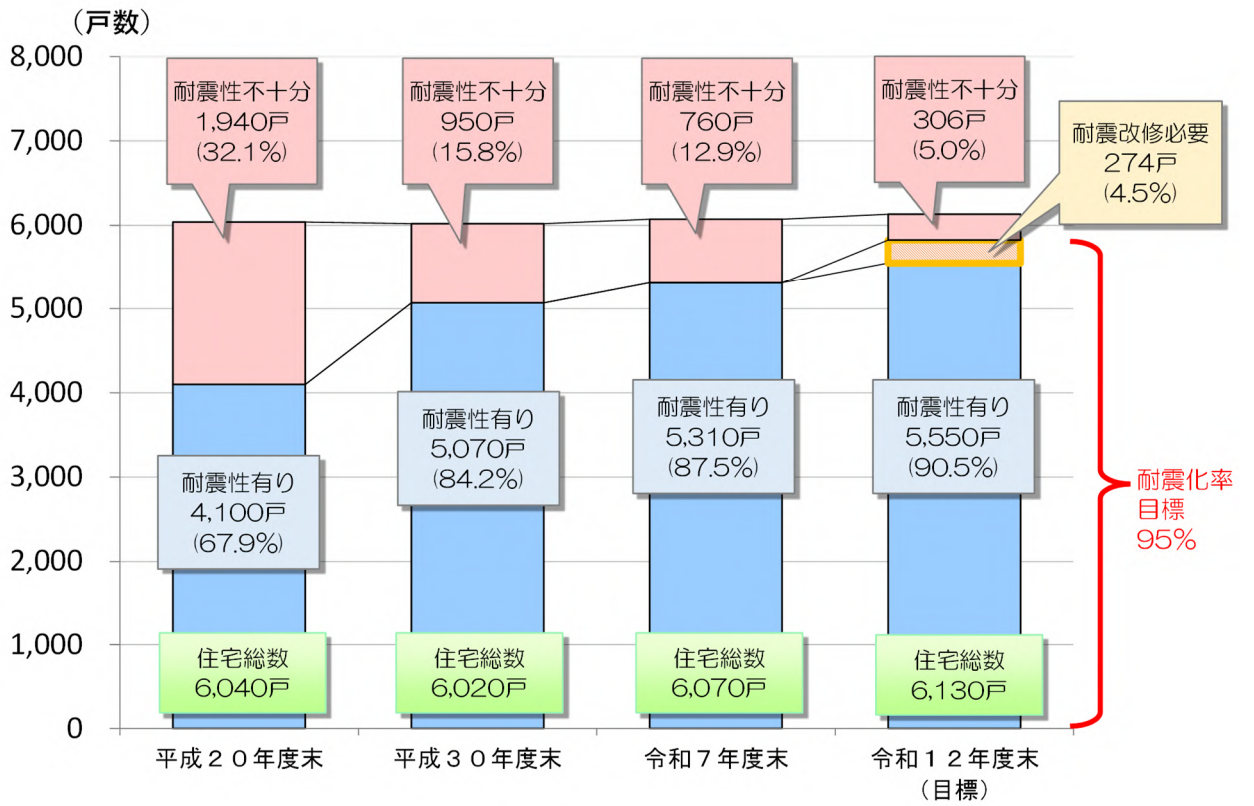 （戸数）
8,000
7,000
6,000
5,000
4,000
3,000
2,000
1,000
0
耐震性不十分
1,940戸
(32.1%)
耐震性有り
4,100戸
(67.9%)
住宅総数
6,040戸
平成２０年度末
耐震性不十分
950戸
(15.8%)
耐震性有り
5,070戸
(84.2%)
住宅総数
6,020戸
平成３０年度末
耐震性不十分
760戸
(12.9%)
耐震性有り
5,310戸
(87.5%)
住宅総数
6,070戸
令和７年度末
耐震性不十分
306戸
(5.0%)
耐震改修必要
274戸
(4.5%)
耐震性有り
5,550戸
(90.5%)
住宅総数
6,130戸
令和１２年度末
（目標）
耐震化率
目標
95%